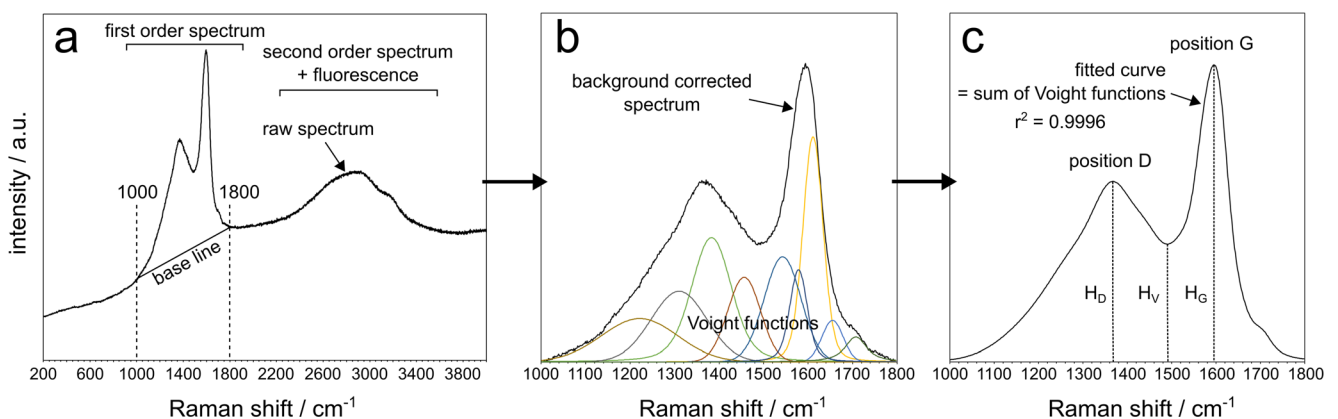 a
first order spectrum
second order spectrum
+ fluorescence
raw spectrum
1000
1800
base line
intensity / a.u.
200 600 1000 1400 1800 2200 2600 3000 3400 3800
Raman shift / cm-1
b
background corrected
spectrum
Voight functions
1000 1100 1200 1300 1400 1500 1600 1700 1800
Raman shift / cm-1
c
position G
fitted curve
= sum of Voight functions
r2 = 0.9996
position D
HD
HV
HG
1000 1100 1200 1300 1400 1500 1600 1700 1800
Raman shift / cm-1